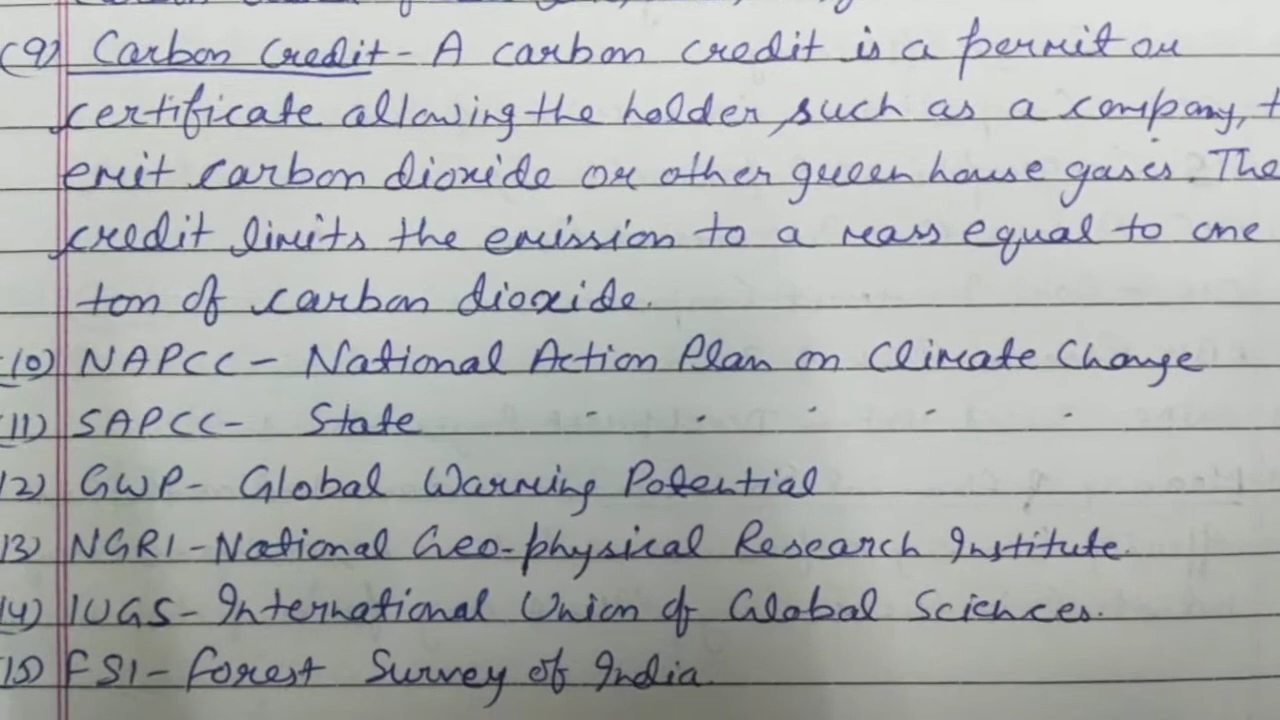 (9) Carbon Credit - A carbon credit is a permit or
certificate allowing the holder, such as a company, t
emit carbon dioxide or other green house gases. The
credit limits the emission to a mass equal to one
ton of carbon dioxide.
(10) NAPCC - National Action Plan on Climate Change
(11) SAPCC - State - - - - -
12) GWP - Global Warming Potential
13) NGRI - National Geo-physical Research Institute.
14) IUGS - International Union of Global Sciences.
15) FSI - Forest Survey of India.